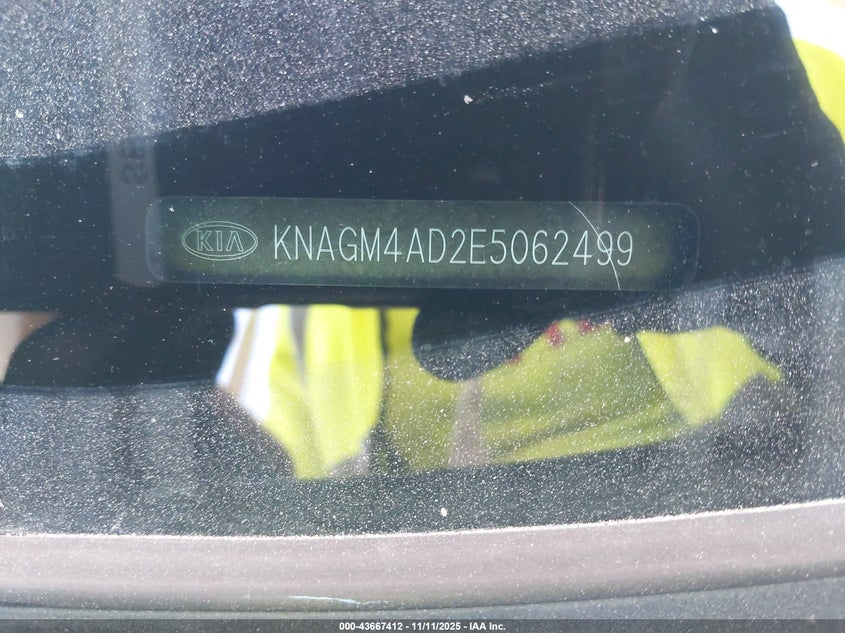 KIA KNAGM4AD2E5062499
000-43667412 - 11/11/2025 - IAA Inc.